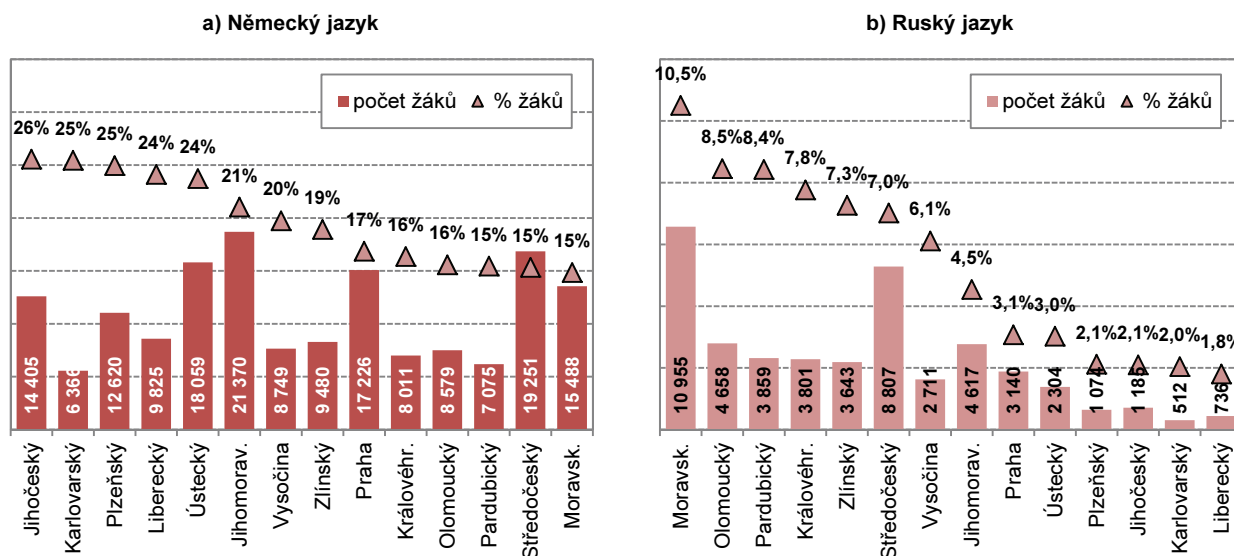 a) Německý jazyk
počet žáků
% žáků
26%
25%
25%
24%
24%
21%
20%
19%
17%
16%
16%
15%
15%
15%
14 405
6 366
12 620
9 825
18 059
21 370
8 749
9 480
17 226
8 011
8 579
7 075
19 251
15 488
Jihočeský
Karlovarský
Plzeňský
Liberecký
Ústecký
Jihomorav.
Vysočina
Zlínský
Praha
Královéhr.
Olomoucký
Pardubický
Středočeský
Moravsk.
b) Ruský jazyk
počet žáků
% žáků
10,5%
8,5%
8,4%
7,8%
7,3%
7,0%
6,1%
4,5%
3,1%
3,0%
2,1%
2,1%
2,0%
1,8%
10 955
4 658
3 859
3 801
3 643
8 807
2 711
4 617
3 140
2 304
1 074
1 185
512
736
Moravsk.
Olomoucký
Pardubický
Královéhr.
Zlínský
Středočeský
Vysočina
Jihomorav.
Praha
Ústecký
Plzeňský
Jihočeský
Karlovarský
Liberecký